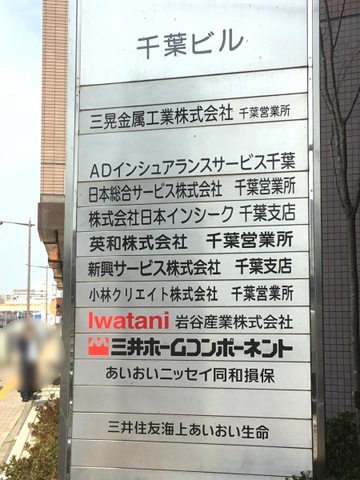 千葉ビル
三晃金属工業株式会社 千葉営業所
ADインシュアランスサービス千葉
日本総合サービス株式会社 千葉営業所
株式会社日本インシーク 千葉支店
英和株式会社 千葉営業所
新興サービス株式会社 千葉支店
小林クリエイト株式会社 千葉営業所
Iwatani 岩谷産業株式会社
三井ホームコンポーネント
あいおいニッセイ同和損保
三井住友海上あいおい生命